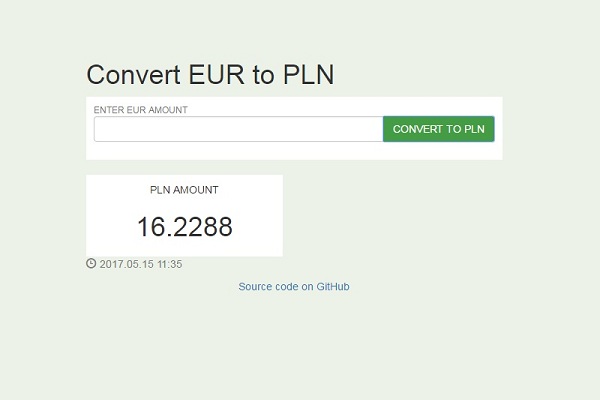 Convert EUR to PLN
ENTER EUR AMOUNT
CONVERT TO PLN
PLN AMOUNT
16.2288
2017.05.15 11:35
Source code on GitHub